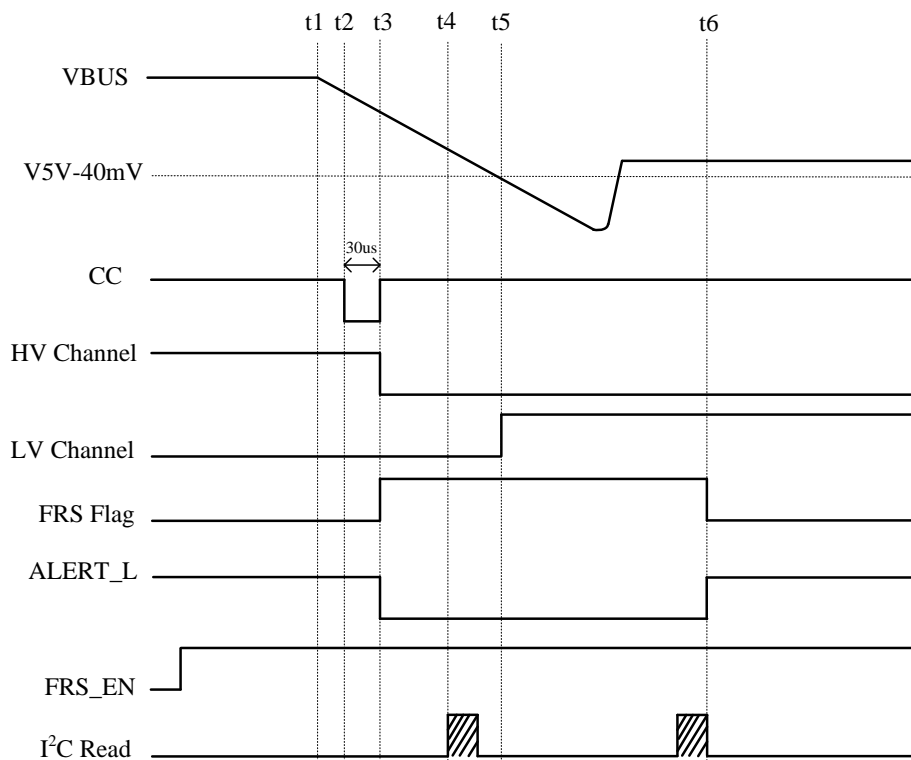 t1 t2 t3 t4 t5 t6
VBUS
V5V-40mV
30us
CC
HV Channel
LV Channel
FRS Flag
ALERT_L
FRS_EN
I²C Read